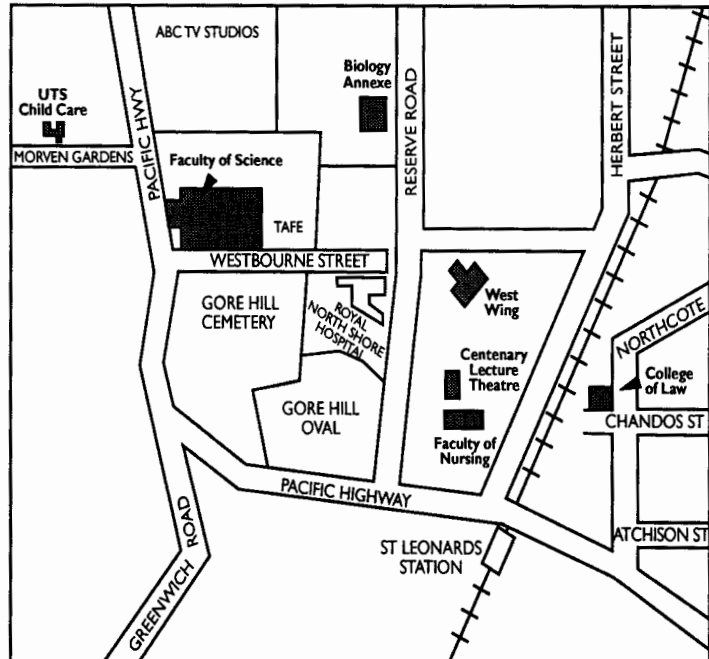 ABC TV STUDIOS
UTS
Child Care
PACIFIC HWY
Biology
Annexe
RESERVE ROAD
HERBERT STREET
MORVEN GARDENS
Faculty of Science
TAFE
WESTBOURNE STREET
GORE HILL
CEMETERY
ROYAL
NORTH SHORE
HOSPITAL
West
Wing
NORTHCOTE
Centenary
Lecture
Theatre
College
of Law
GORE HILL
OVAL
CHANDOS ST
Faculty of
Nursing
PACIFIC HIGHWAY
ATCHISON ST
ST LEONARDS
STATION
GREENWICH ROAD